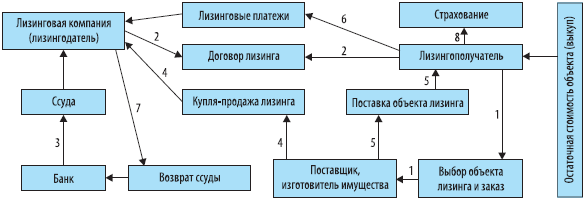 Лизинговая компания
(лизингодатель)
Лизинговые платежи
6
Страхование
8
2
Договор лизинга
2
Лизингополучатель
4
5
Ссуда
Купля-продажа лизинга
Поставка объекта лизинга
1
7
3
4
5
Банк
Возврат ссуды
Поставщик,
изготовитель имущества
1
Выбор объекта
лизинга и заказ
Остаточная стоимость объекта (выкуп)